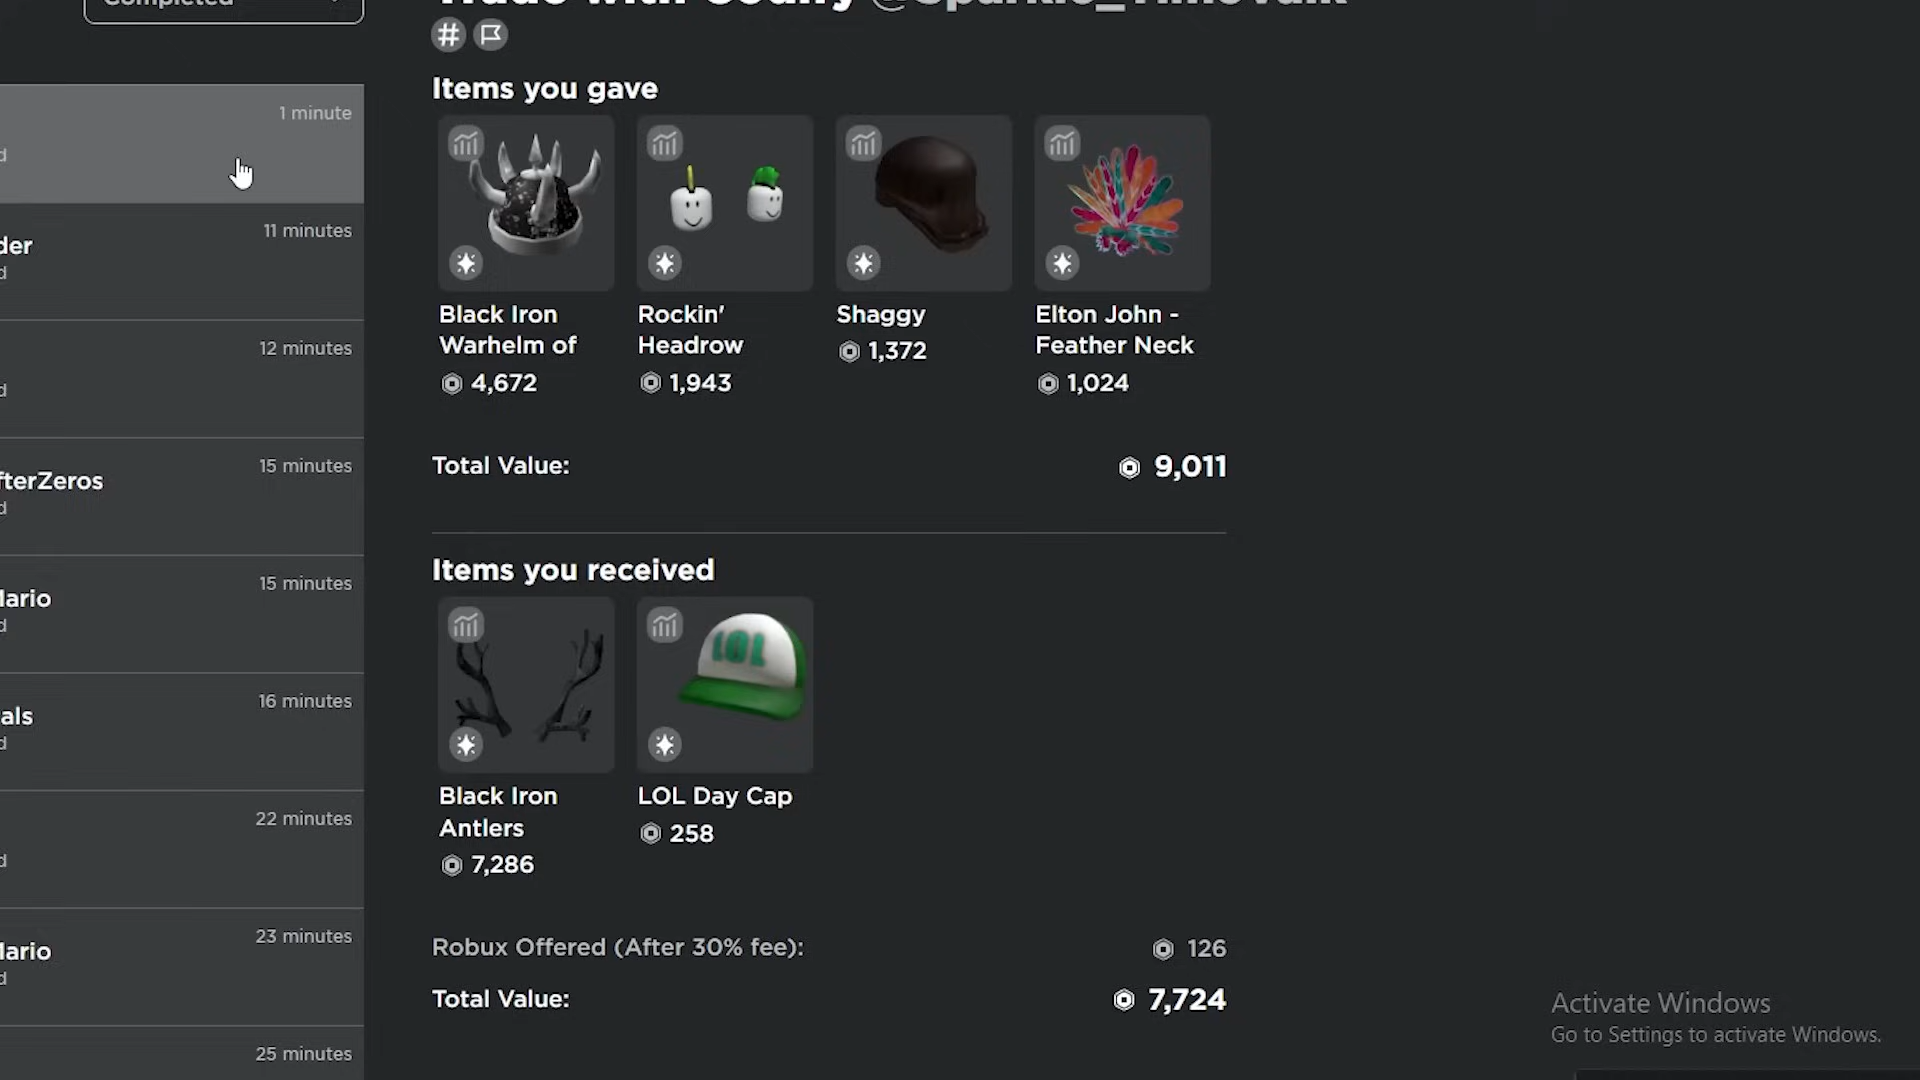 Completed
#
Items you gave
Black Iron
Warhelm of
4,672
Rockin'
Headrow
1,943
Shaggy
1,372
Elton John -
Feather Neck
1,024
Total Value:
9,011
Items you received
Black Iron
Antlers
7,286
LOL
LOL Day Cap
258
Robux Offered (After 30% fee):
126
Total Value:
7,724
1 minute
d
11 minutes
der
d
12 minutes
d
15 minutes
fterZeros
d
15 minutes
Mario
d
16 minutes
als
d
22 minutes
d
23 minutes
Mario
d
25 minutes
Activate Windows
Go to Settings to activate Windows.